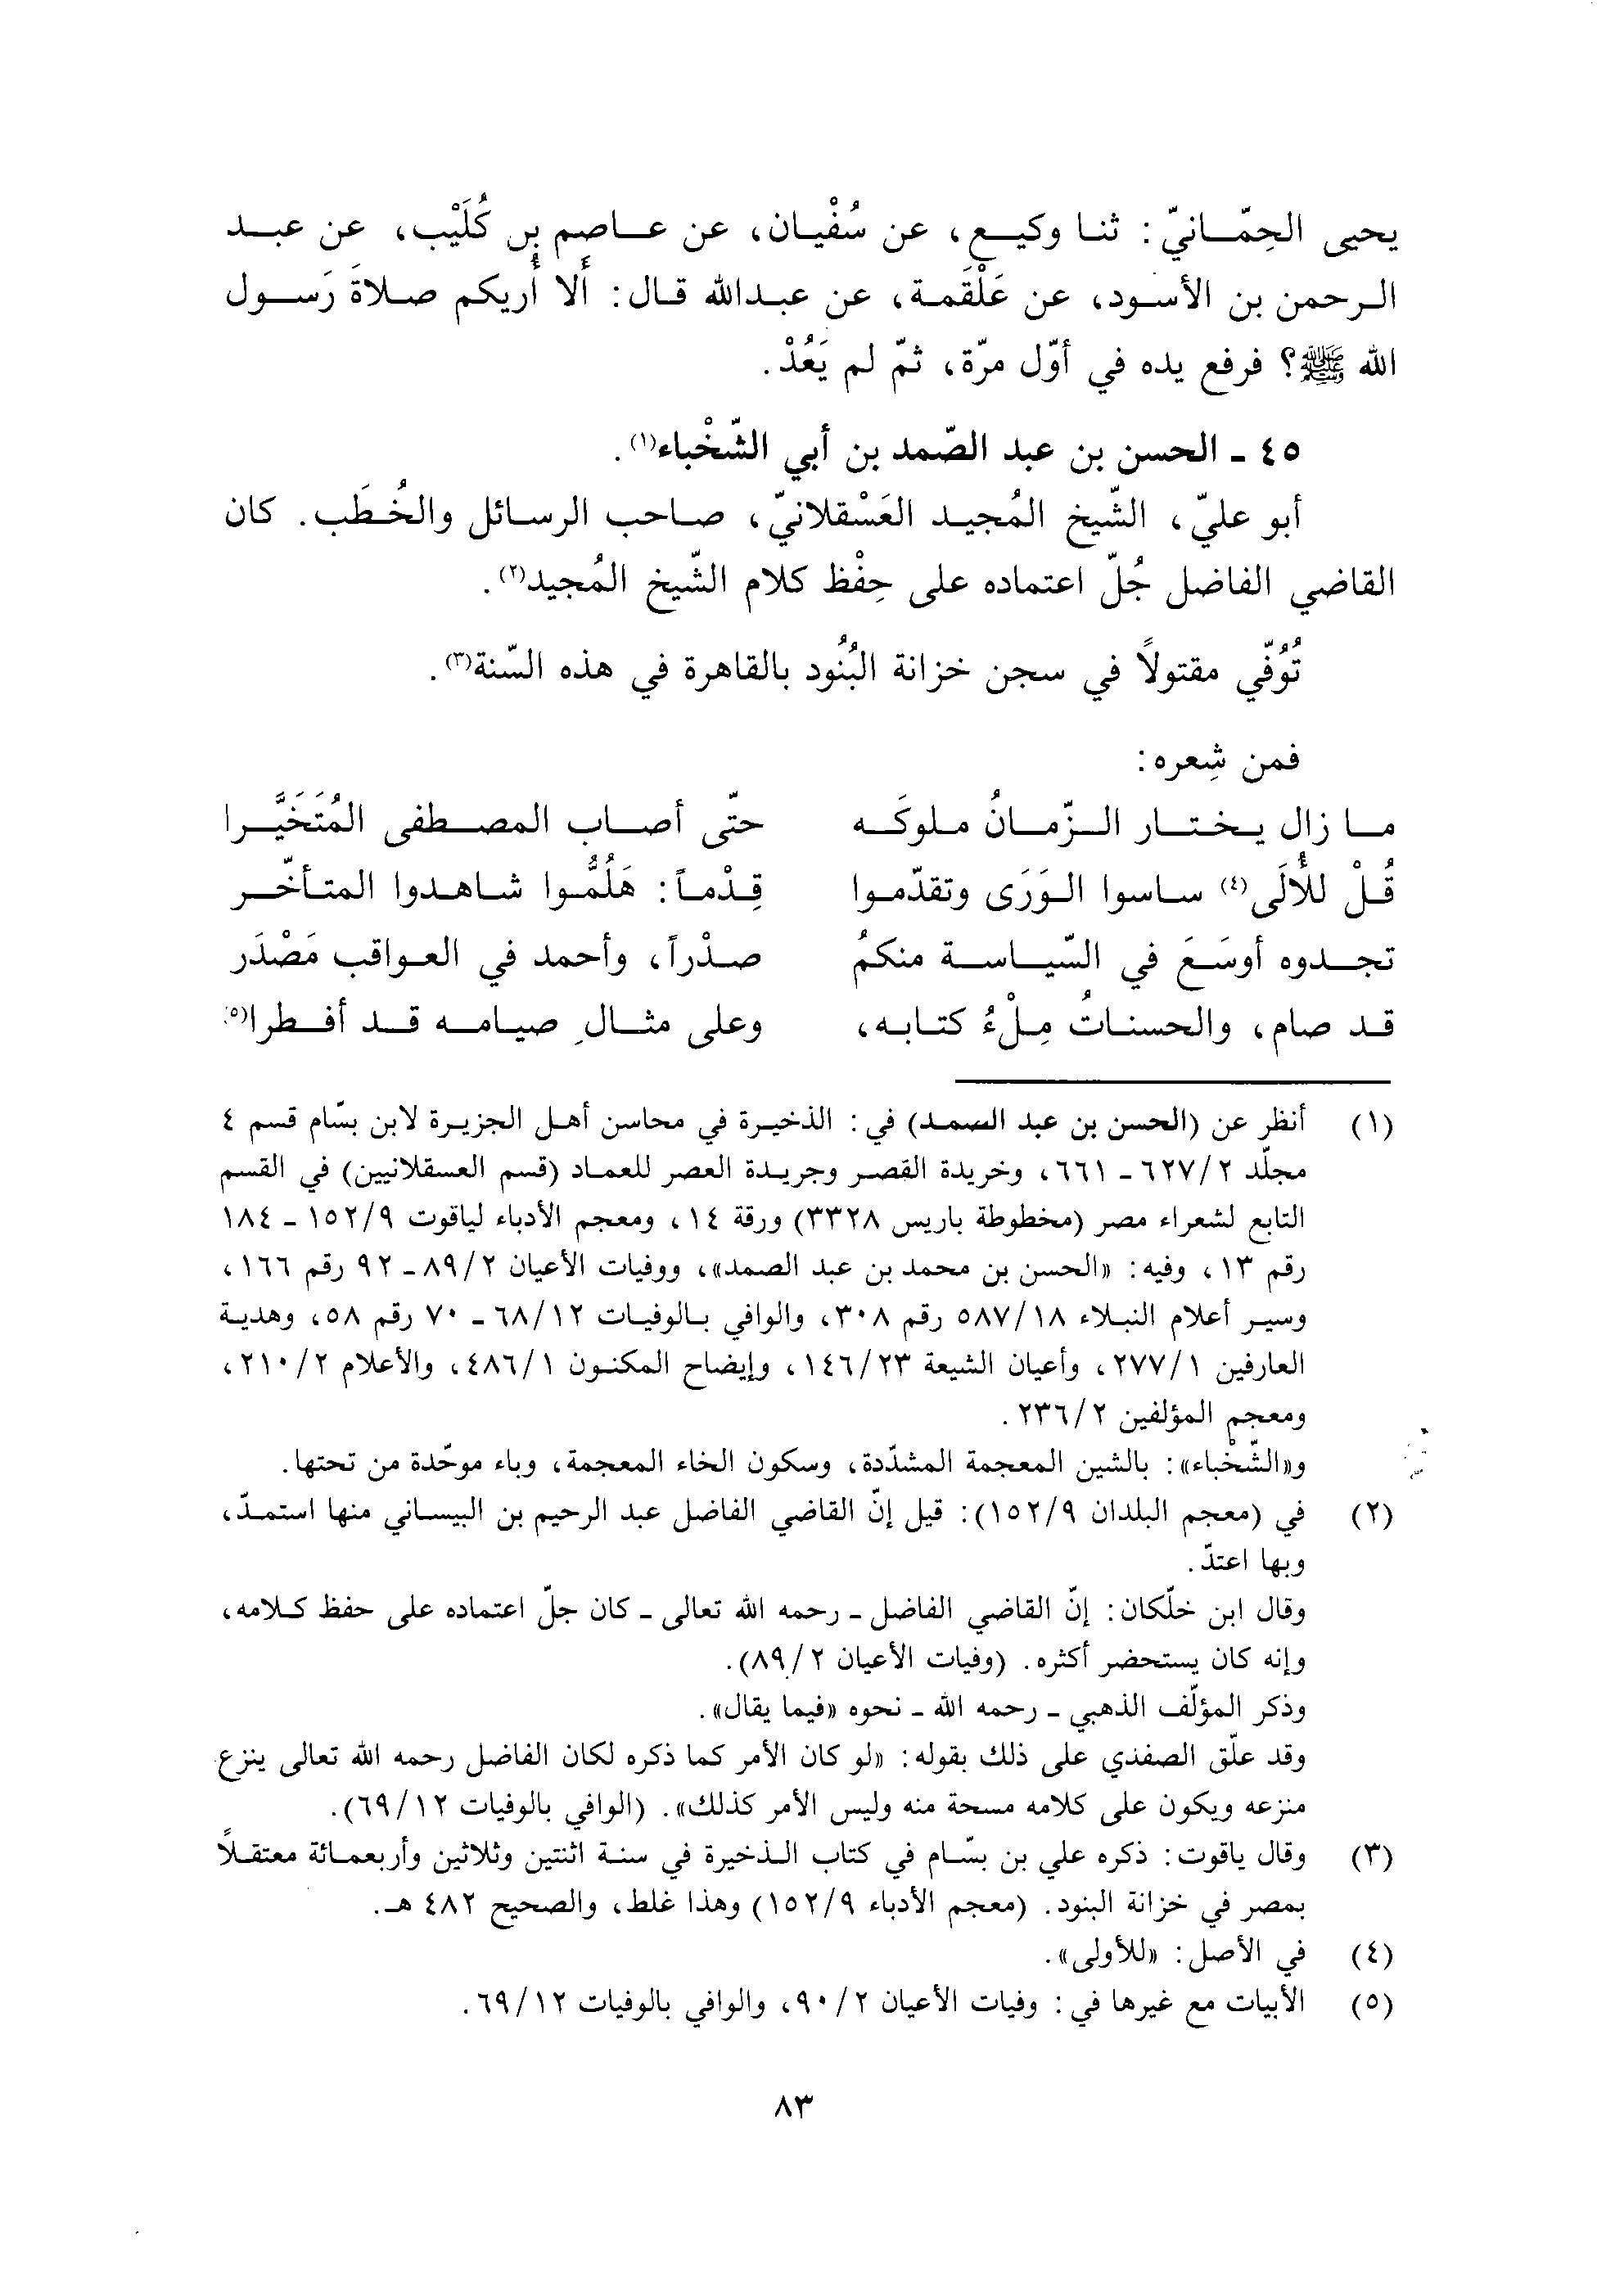 يحيى الحِمّانيّ: ثنا وكيع، عن سُفْيان، عن عاصم بن كُلَيْب، عن عبد
الرحمن بن الأسود، عن عَلْقَمة، عن عبدالله قال: أَلا أُريكم صلاةَ رَسول
الله ﷺ؟ فرفع يده في أوّل مرّة، ثمّ لم يَعُدْ.
٤٥ ـ الحسن بن عبد الصّمد بن أبي الشّخْباء(١).
أبو عليّ، الشّيخ المُجيد العَسْقلانيّ، صاحب الرسائل والخُطَب. كان
القاضي الفاضل جُلّ اعتماده على حِفْظ كلام الشّيخ المُجيد(٢).
تُوُفّي مقتولاً في سجن خزانة البُنُود بالقاهرة في هذه السّنة(٣).
فمن شِعره:
ما زال يختار الزّمانُ ملوكَه    حتّى أصاب المصطفى المُتَخَيَّرا
قُلْ للأُلَى(٤) ساسوا الوَرَى وتقدّموا    قِدْماً: هَلُمُّوا شاهدوا المتأخّر
تجدوه أوسَعَ في السّياسة منكمُ    صدْراً، وأحمد في العواقب مَصْدَر
قد صام، والحسناتُ مِلْءُ كتابه،    وعلى مثالِ صيامه قد أفطرا(٥)
(١) أنظر عن (الحسن بن عبد الصمد) في: الذخيرة في محاسن أهل الجزيرة لابن بسّام قسم ٤
مجلّد ٢/ ٦٢٧ ـ ٦٦١، وخريدة القصر وجريدة العصر للعماد (قسم العسقلانيين) في القسم
التابع لشعراء مصر (مخطوطة باريس ٣٣٢٨) ورقة ١٤، ومعجم الأدباء لياقوت ٩/ ١٥٢ ـ ١٨٤
رقم ١٣، وفيه: «الحسن بن محمد بن عبد الصمد»، ووفيات الأعيان ٢/ ٨٩ ـ ٩٢ رقم ١٦٦،
وسير أعلام النبلاء ١٨/ ٥٨٧ رقم ٣٠٨، والوافي بالوفيات ١٢/ ٦٨ ـ ٧٠ رقم ٥٨، وهدية
العارفين ١/ ٢٧٧، وأعيان الشيعة ٢٣/ ١٤٦، وإيضاح المكنون ١/ ٤٨٦، والأعلام ٢/ ٢١٠،
ومعجم المؤلفين ٢/ ٢٣٦.
و«الشّخْباء»: بالشين المعجمة المشدّدة، وسكون الخاء المعجمة، وباء موحّدة من تحتها.
(٢) في (معجم البلدان ٩/ ١٥٢): قيل إنّ القاضي الفاضل عبد الرحيم بن البيساني منها استمدّ،
وبها اعتدّ.
وقال ابن خلّكان: إنّ القاضي الفاضل ـ رحمه الله تعالى ـ كان جلّ اعتماده على حفظ كلامه،
وإنه كان يستحضر أكثره. (وفيات الأعيان ٢/ ٨٩).
وذكر المؤلّف الذهبي ـ رحمه الله ـ نحوه «فيما يقال».
وقد علّق الصفذي على ذلك بقوله: «لو كان الأمر كما ذكره لكان الفاضل رحمه الله تعالى ينزع
منزعه ويكون على كلامه مسحة منه وليس الأمر كذلك». (الوافي بالوفيات ١٢/ ٦٩).
(٣) وقال ياقوت: ذكره علي بن بسّام في كتاب الذخيرة في سنة اثنتين وثلاثين وأربعمائة معتقلاً
بمصر في خزانة البنود. (معجم الأدباء ٩/ ١٥٢) وهذا غلط، والصحيح ٤٨٢ هـ.
(٤) في الأصل: «للأولى».
(٥) الأبيات مع غيرها في: وفيات الأعيان ٢/ ٩٠، والوافي بالوفيات ١٢/ ٦٩.
٨٣